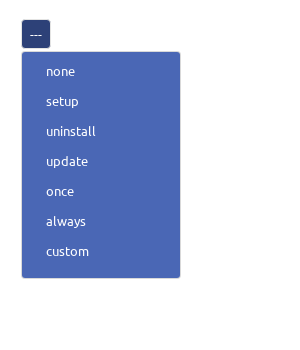 ---
none
setup
uninstall
update
once
always
custom